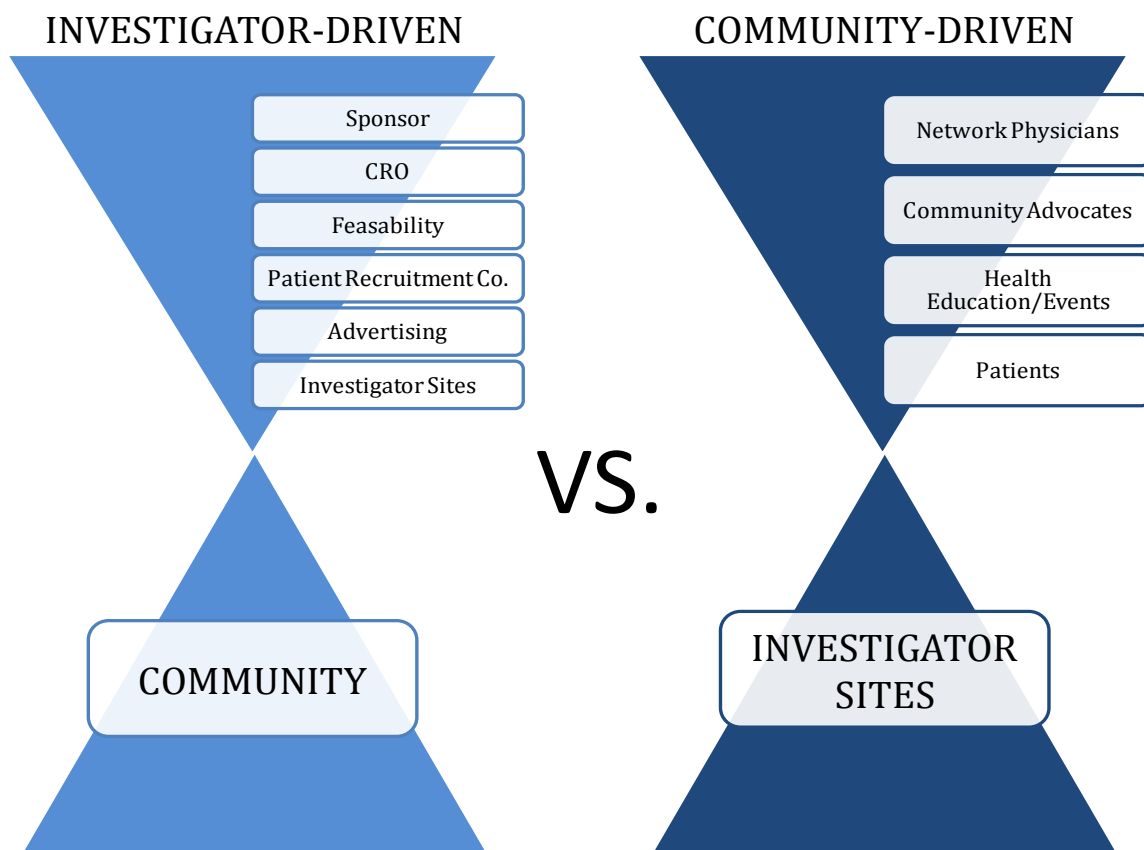 INVESTIGATOR-DRIVEN
Sponsor
CRO
Feasability
Patient Recruitment Co.
Advertising
Investigator Sites
COMMUNITY
VS.
COMMUNITY-DRIVEN
Network Physicians
Community Advocates
Health
Education/Events
Patients
INVESTIGATOR
SITES